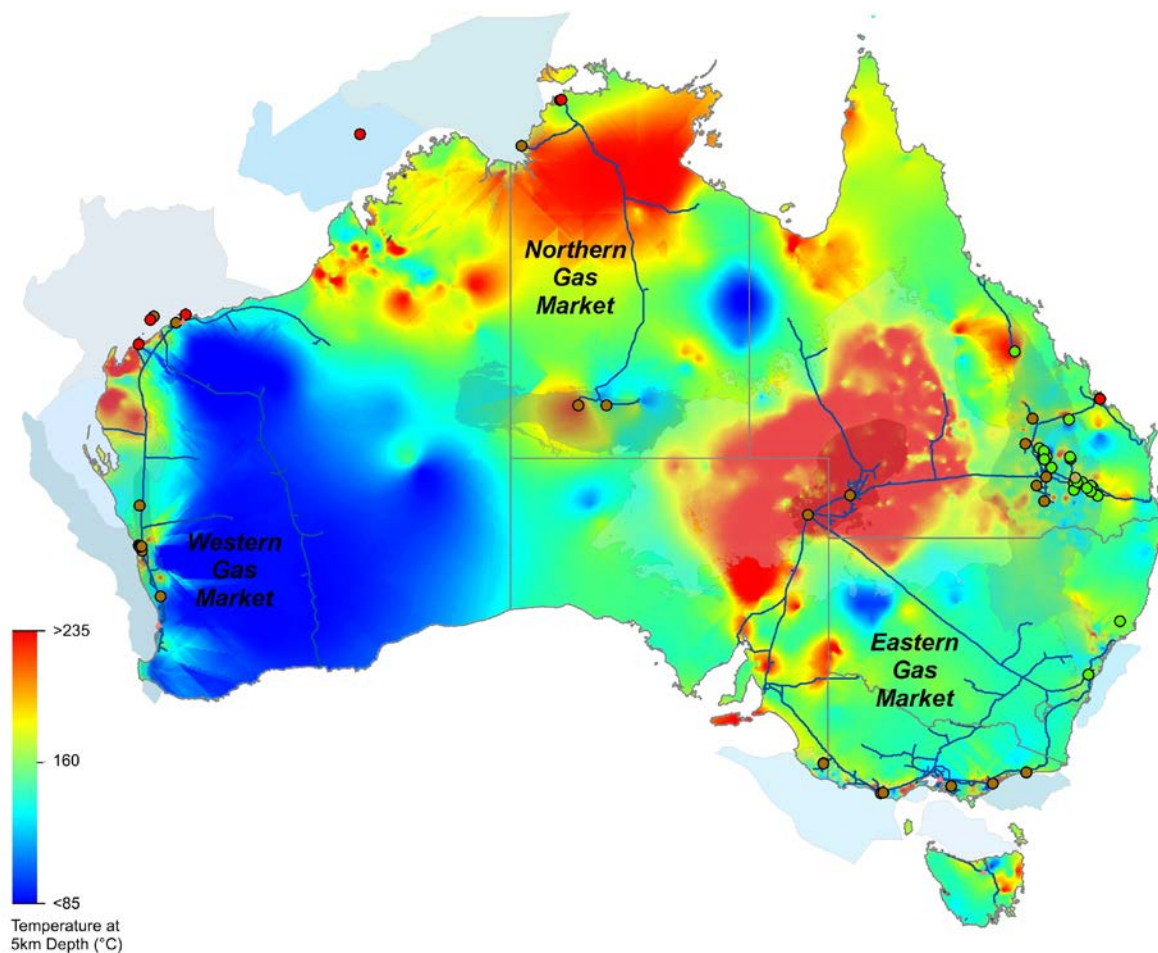 Northern
Gas
Market
Western
Gas
Market
Eastern
Gas
Market
>235
160
<85
Temperature at
5km Depth (°C)